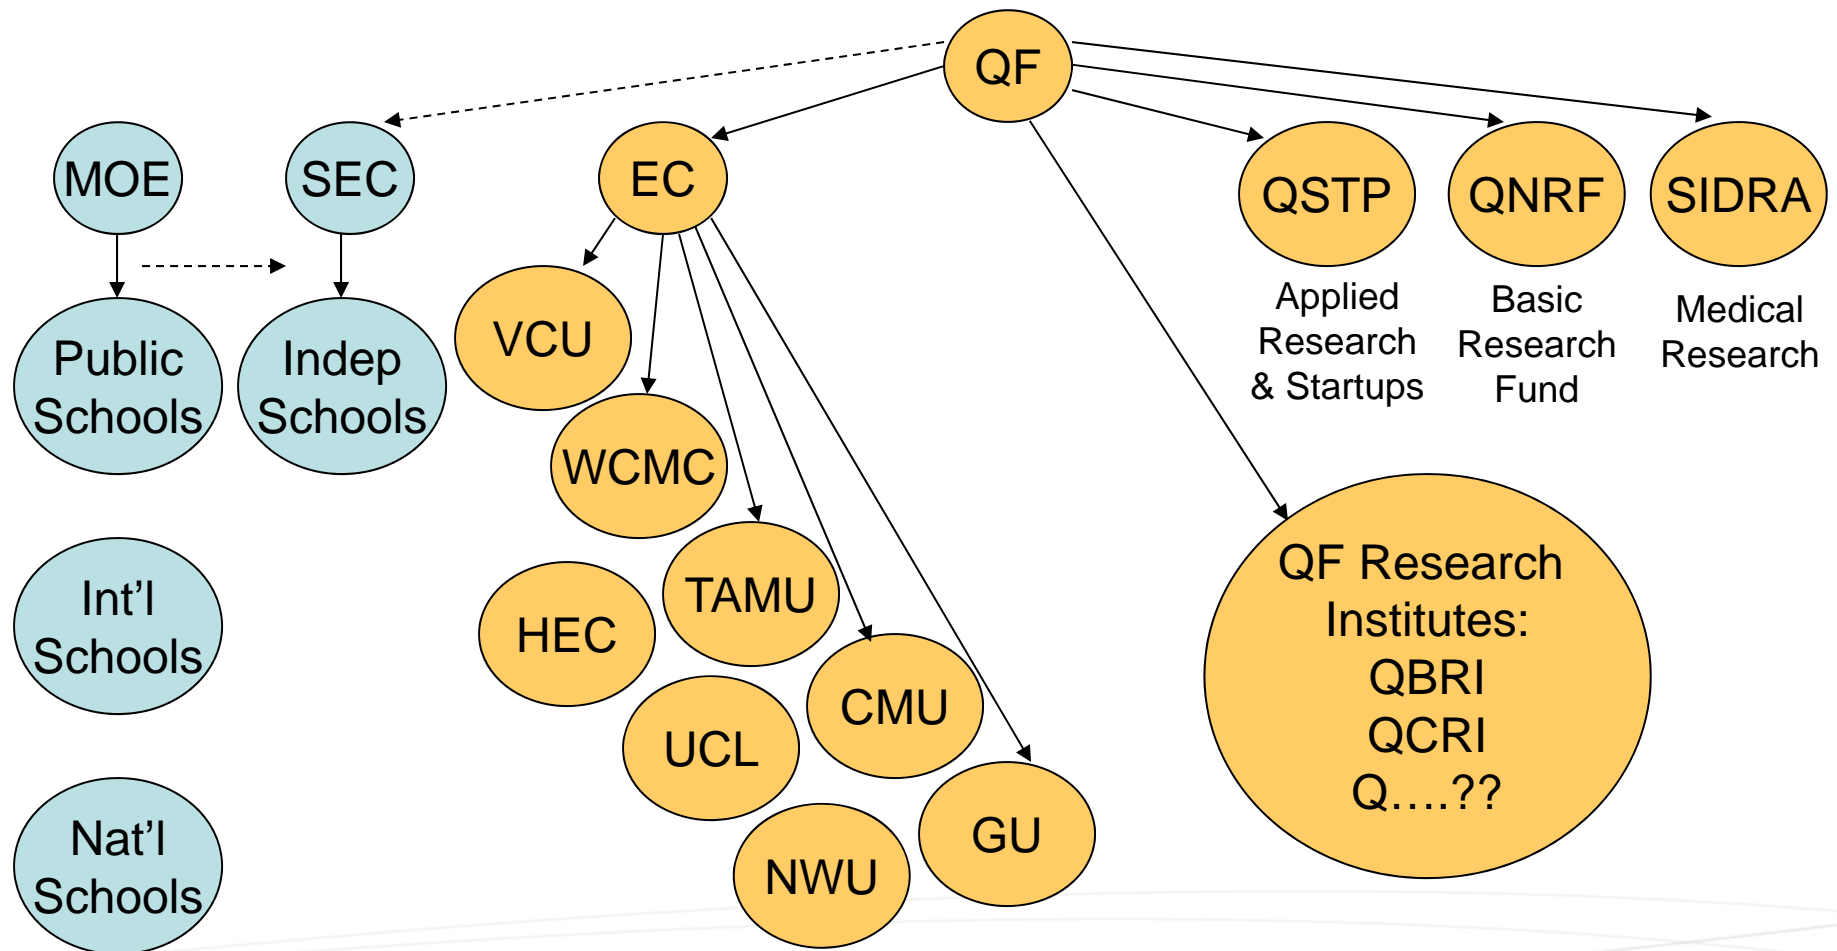 QF
MOE
SEC
EC
QSTP
QNRF
SIDRA
Applied
Research
& Startups
Basic
Research
Fund
Medical
Research
Public
Schools
Indep
Schools
VCU
WCMC
TAMU
HEC
CMU
UCL
GU
NWU
Int'l
Schools
Nat'l
Schools
QF Research
Institutes:
QBRI
QCRI
Q....??